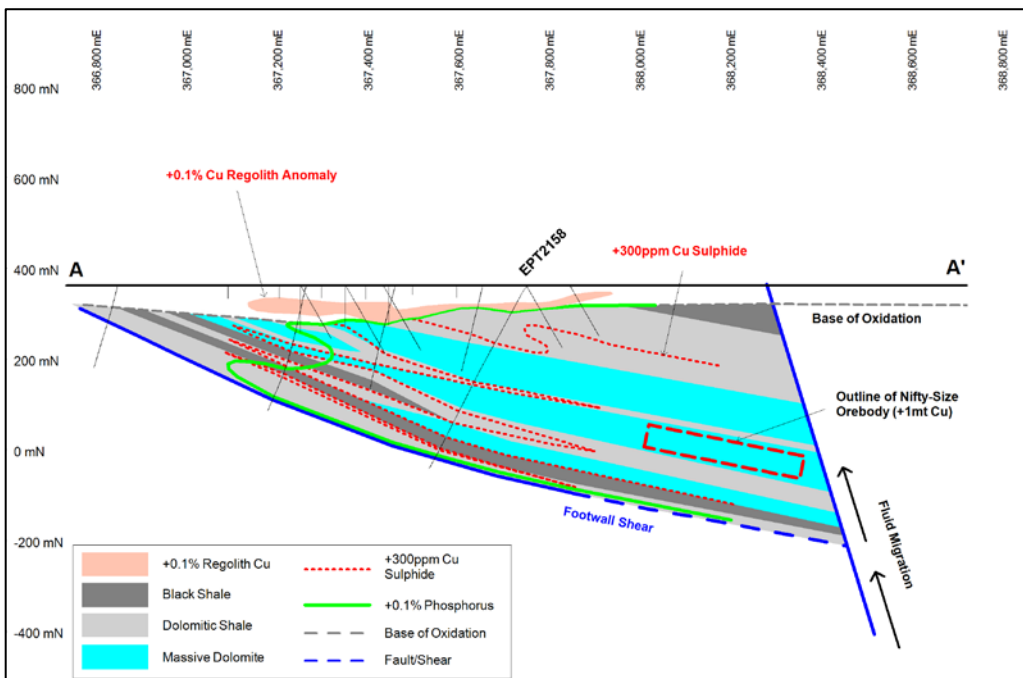 366,800 mE
367,000 mE
367,200 mE
367,400 mE
367,600 mE
367,800 mE
368,000 mE
368,200 mE
368,400 mE
368,600 mE
368,800 mE
800 mN
600 mN
400 mN
200 mN
0 mN
-200 mN
-400 mN
+0.1% Cu Regolith Anomaly
EPT2158
+300ppm Cu Sulphide
A
A'
Base of Oxidation
Outline of Nifty-Size
Orebody (+1mt Cu)
Footwall Shear
Fluid Migration
+0.1% Regolith Cu
Black Shale
Dolomitic Shale
Massive Dolomite
+300ppm Cu
Sulphide
+0.1% Phosphorus
Base of Oxidation
Fault/Shear